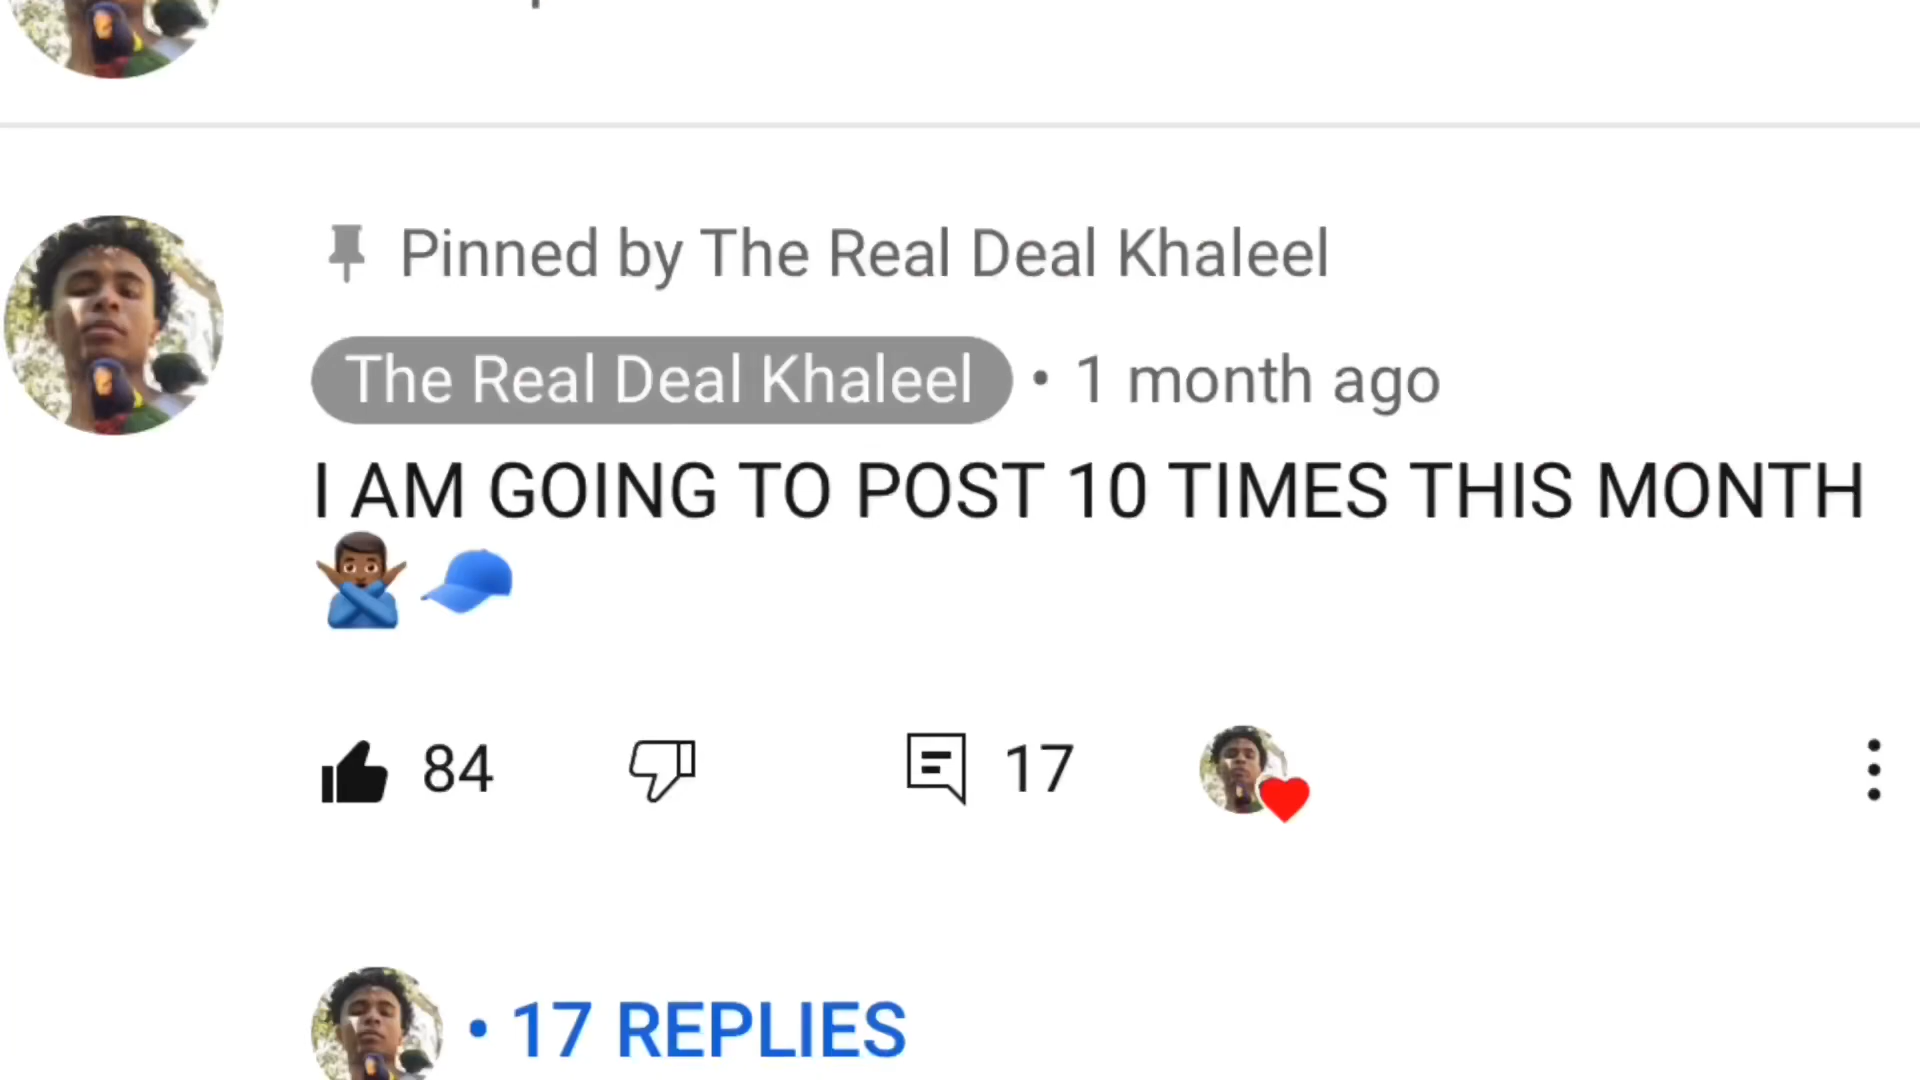 Pinned by The Real Deal Khaleel
The Real Deal Khaleel • 1 month ago
I AM GOING TO POST 10 TIMES THIS MONTH
🙅🏾‍♂️🧢
84 17
• 17 REPLIES